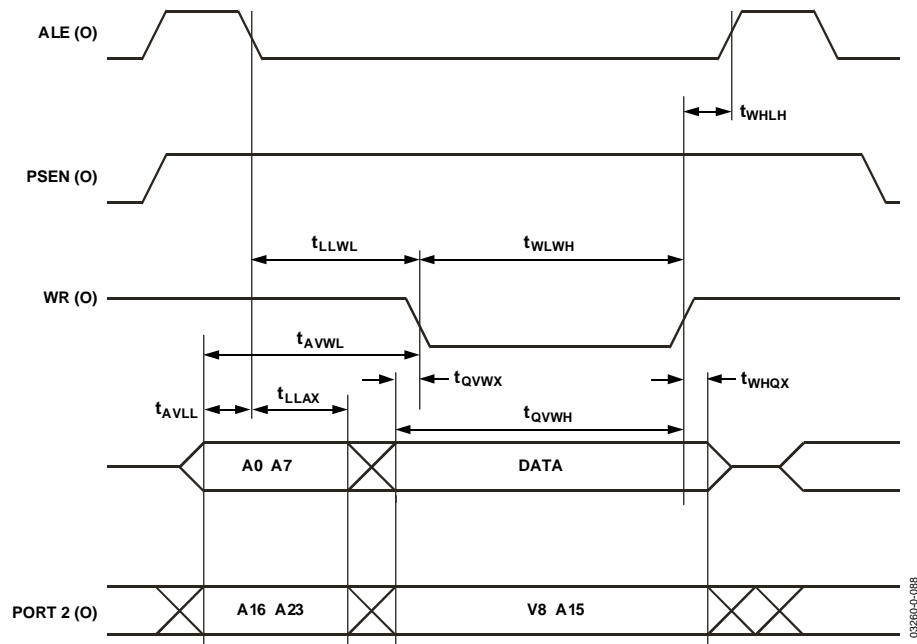 ALE (O)
tWHLH
PSEN (O)
tLLWL
tWLWH
WR (O)
tAVWL
tQVWX
tWHQX
tAVLL
tLLAX
tQVWH
A0 A7
DATA
PORT 2 (O)
A16 A23
V8 A15
03260-0-088